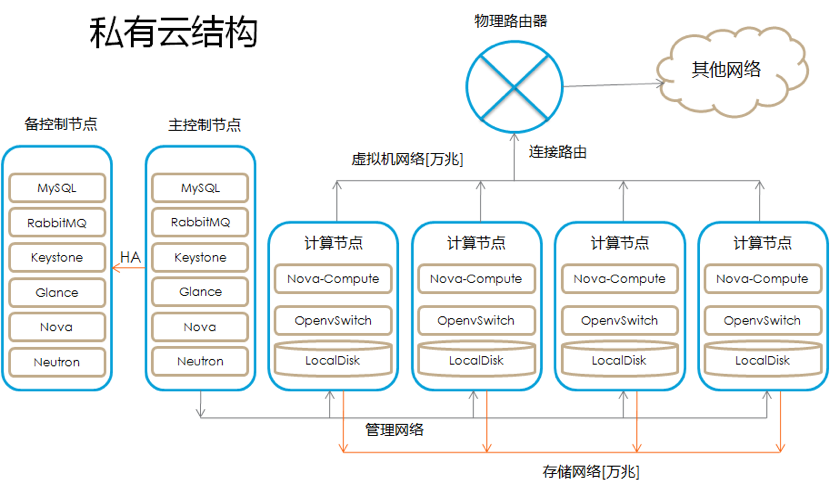 私有云结构
物理路由器
其他网络
备控制节点
主控制节点
虚拟机网络[万兆]
连接路由
MySQL
RabbitMQ
Keystone
Glance
Nova
Neutron
HA
MySQL
RabbitMQ
Keystone
Glance
Nova
Neutron
计算节点
Nova-Compute
OpenvSwitch
LocalDisk
计算节点
Nova-Compute
OpenvSwitch
LocalDisk
计算节点
Nova-Compute
OpenvSwitch
LocalDisk
计算节点
Nova-Compute
OpenvSwitch
LocalDisk
管理网络
存储网络[万兆]